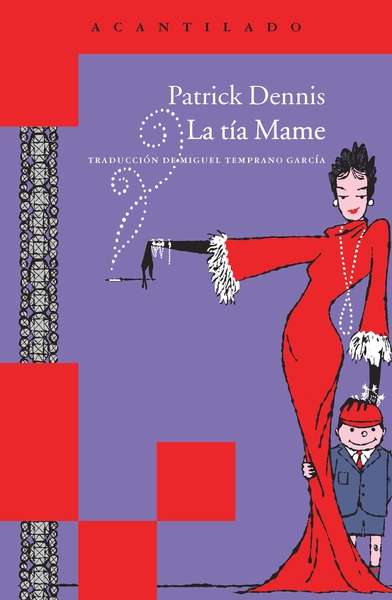 ACANTILADO
Patrick Dennis
La tía Mame
TRADUCCIÓN DE MIGUEL TEMPRANO GARCÍA